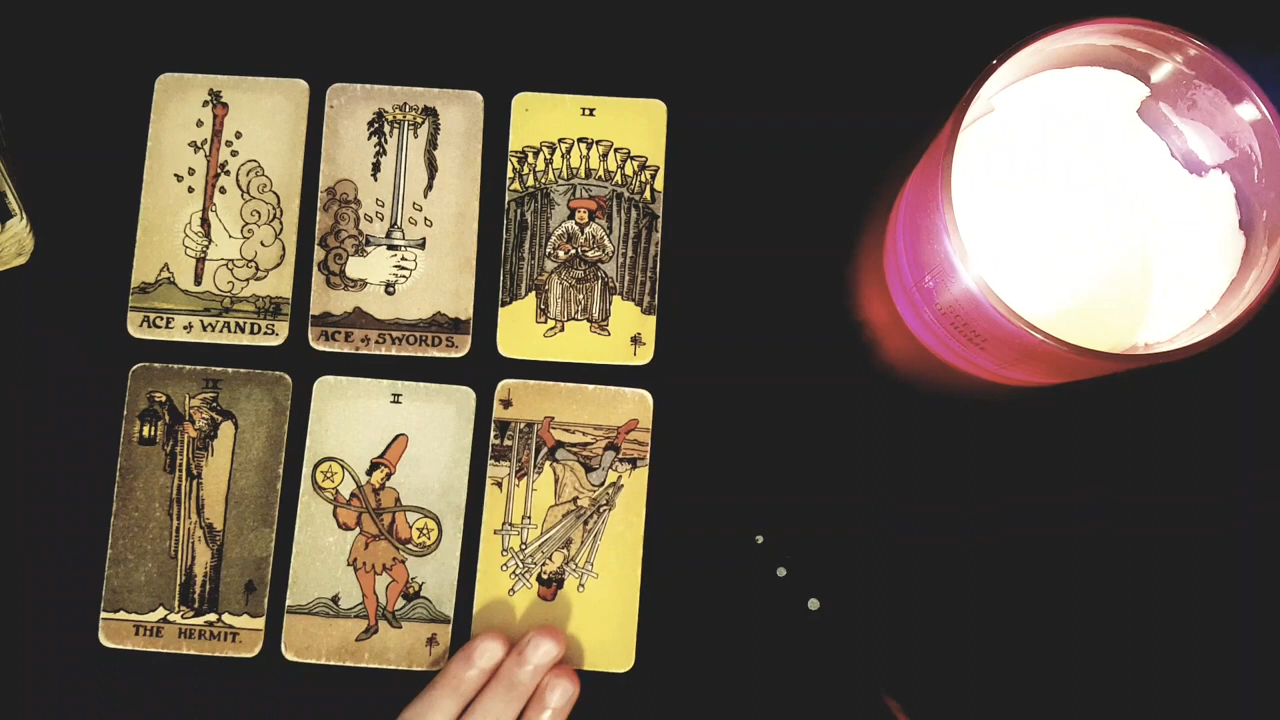 IX
ACE of WANDS.
ACE of SWORDS.
IX
II
THE HERMIT.